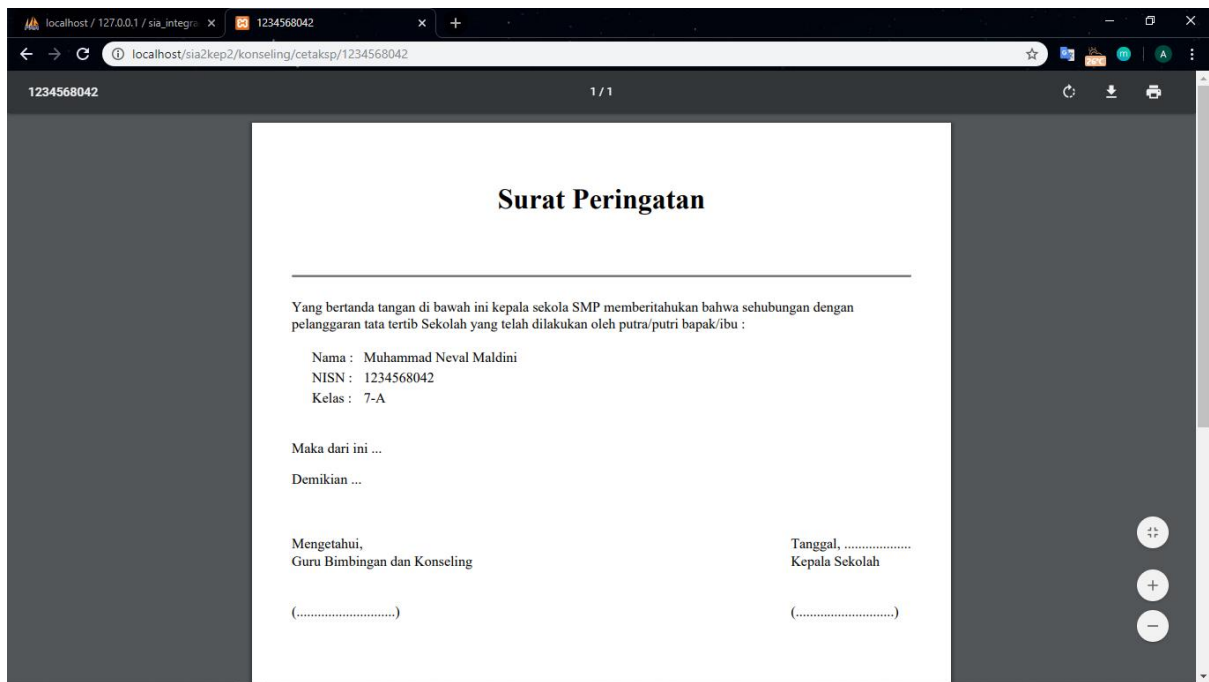 localhost / 127.0.0.1 / sia_integra
1234568042
localhost/sia2kep2/konseling/cetaksp/1234568042
26°C
m
A
1234568042
1 / 1
Surat Peringatan
Yang bertanda tangan di bawah ini kepala sekola SMP memberitahukan bahwa sehubungan dengan
pelanggaran tata tertib Sekolah yang telah dilakukan oleh putra/putri bapak/ibu :
Nama : Muhammad Neval Maldini
NISN : 1234568042
Kelas : 7-A
Maka dari ini ...
Demikian ...
Mengetahui,
Guru Bimbingan dan Konseling
(............................)
Tanggal, ...................
Kepala Sekolah
(............................)